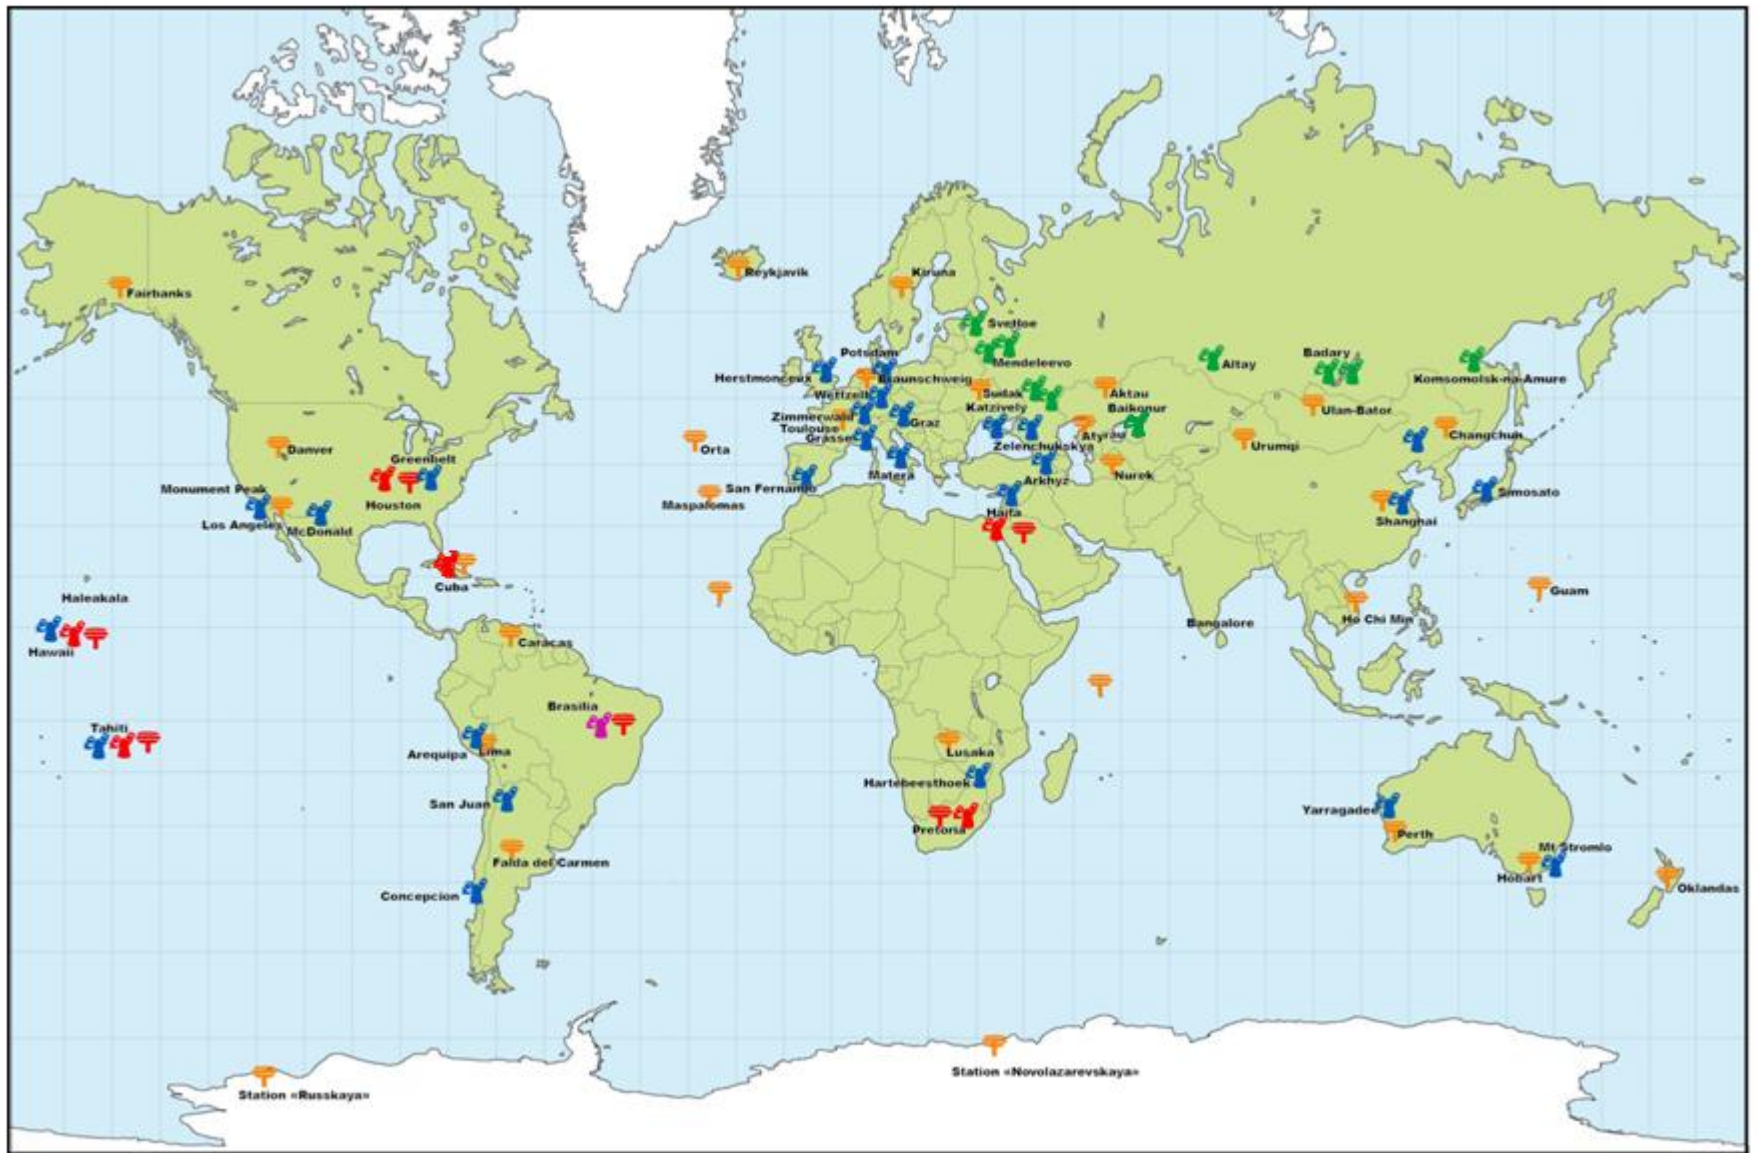 Reykjavik
Kiruna
Fairbanks
Svetloe
Potsdam
Mendeleevo
Badary
Altay
Herstmonceux
Braunschweig
Komsomolsk-na-Amure
Wettzell
Sudak
Aktau
Katzively
Baikonur
Ulan-Bator
Zimmerwald
Toulouse
Graz
Grasse
Atyrau
Changchun
Danver
Orta
Zelenchukskya
Urumqi
Greenbelt
Matera
Nurek
Arkhyz
Monument Peak
San Fernando
Simosato
Houston
Maspalomas
Haifa
Shanghai
Los Angeles
McDonald
Cuba
Guam
Haleakala
Ho Chi Min
Bangalore
Hawaii
Caracas
Brasilia
Tahiti
Arequipa
Lima
Lusaka
Hartebeesthoek
San Juan
Yarragadee
Pretoria
Perth
Mt Stromlo
Falda del Carmen
Hobart
Oklandas
Concepcion
Station «Novolazarevskaya»
Station «Russkaya»